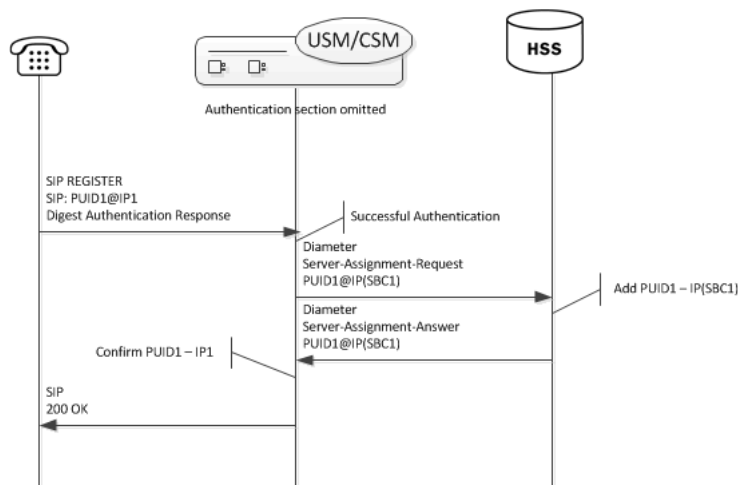 USM/CSM
HSS
Authentication section omitted
SIP REGISTER
SIP: PUID1@IP1
Digest Authentication Response
Successful Authentication
Diameter
Server-Assignment-Request
PUID1@IP(SBC1)
Add PUID1 – IP(SBC1)
Diameter
Server-Assignment-Answer
PUID1@IP(SBC1)
Confirm PUID1 – IP1
SIP
200 OK